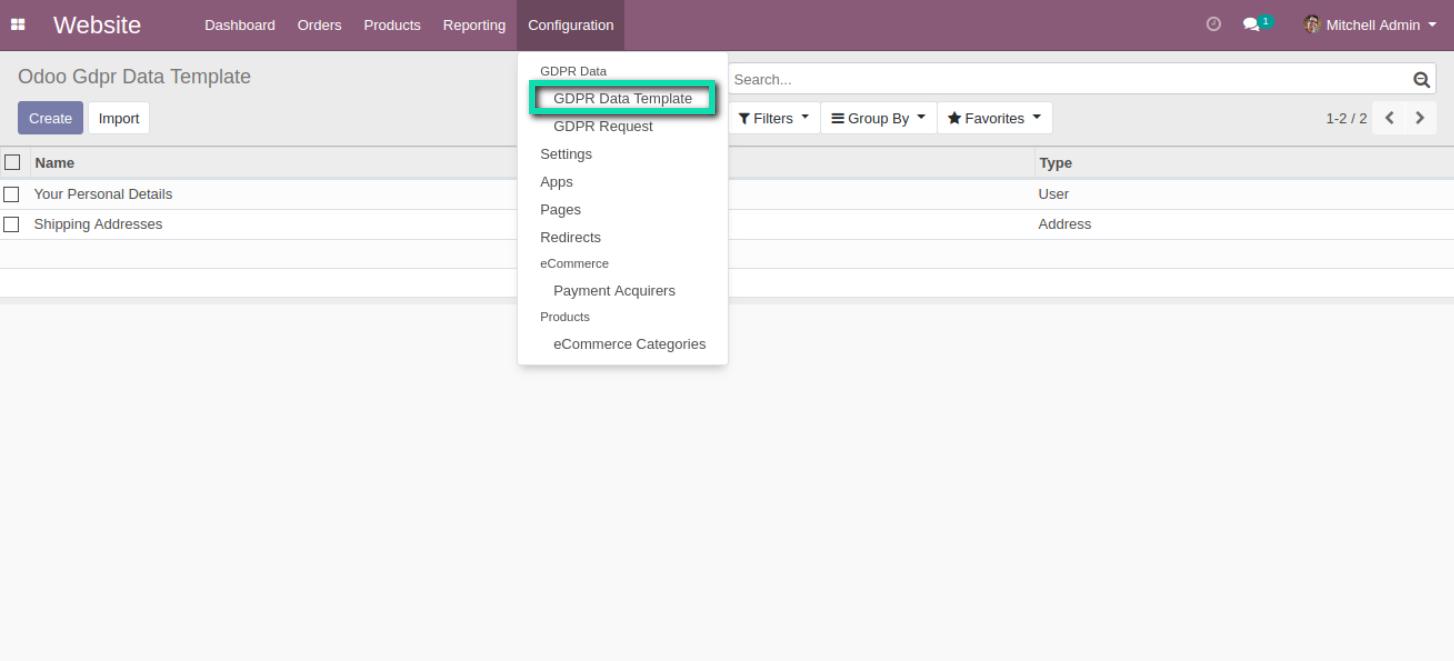 Website Dashboard Orders Products Reporting Configuration 1 Mitchell Admin
Odoo Gdpr Data Template
Search...
Create Import
Filters Group By Favorites 1-2 / 2
GDPR Data
GDPR Data Template
GDPR Request
Settings
Apps
Pages
Redirects
eCommerce
Payment Acquirers
Products
eCommerce Categories
Name Type
Your Personal Details User
Shipping Addresses Address